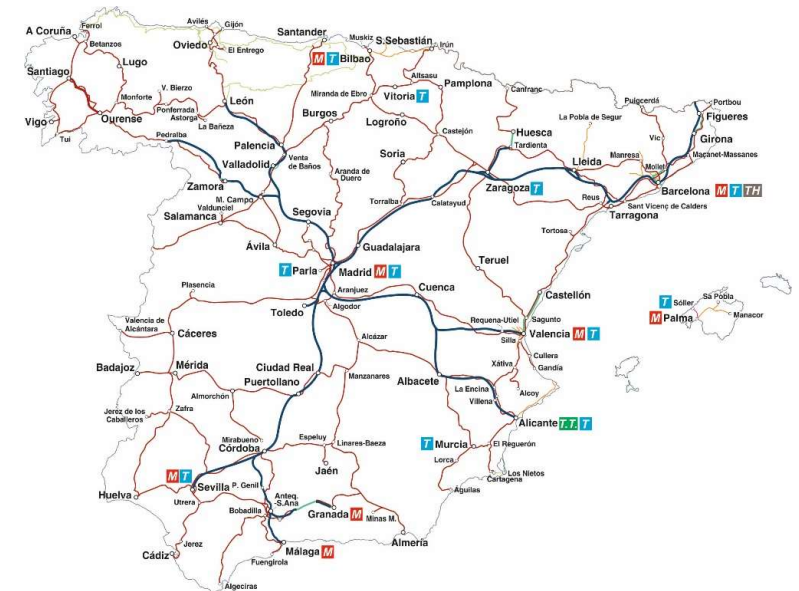 Avilés
Gijón
Ferrol
A Coruña
Betanzos
Oviedo
El Entrego
Santander
Muskiz
S.Sebastián
Irún
M T Bilbao
Santiago
Lugo
V. Bierzo
Monforte
Ponferrada
Astorga
León
La Bañeza
Miranda de Ebro
Altsasu
Pamplona
Vitoria T
Canfranc
Vigo
Tui
Ourense
Pedralba
Burgos
Logroño
Castejón
Palencia
Venta
de Baños
Valladolid
Soria
Aranda de
Duero
Huesca
Tardienta
La Pobla de Segur
Puigcerdá
Portbou
Figueres
Girona
Vic
Manresa
Mollet
Maçanet-Massanes
Lleida
Zamora
M. Campo
Valdunciel
Salamanca
Segovia
Torralba
Calatayud
Zaragoza T
Reus
Tarragona
Sant Vicenç de Calders
Barcelona M T TH
Ávila
Guadalajara
Tortosa
Teruel
T Parla
Madrid M T
Plasencia
Aranjuez
Algodor
Toledo
Cuenca
Castellón
T Sóller
Sa Pobla
M Palma
Manacor
Valencia de
Alcántara
Cáceres
Requena-Utiel
Sagunto
Valencia M T
Silla
Cullera
Gandía
Alcázar
Xátiva
Badajoz
Mérida
Ciudad Real
Puertollano
Manzanares
Albacete
La Encina
Villena
Alcoy
Almorchón
Jerez de los
Caballeros
Zafra
Alicante T.T. T
Mirabueno
Córdoba
Espeluy
Linares-Baeza
T Murcia
El Reguerón
Lorca
Jaén
Los Nietos
Cartagena
Águilas
M T
Sevilla
P. Genil
Huelva
Utrera
Anteq.
-S.Ana
Bobadilla
Granada M
Minas M.
Almería
Cádiz
Jerez
Málaga M
Fuengirola
Algeciras